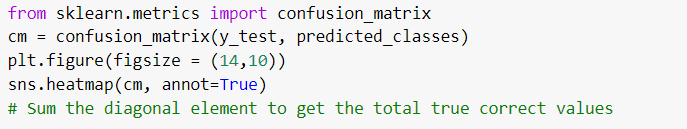 from sklearn.metrics import confusion_matrix
cm = confusion_matrix(y_test, predicted_classes)
plt.figure(figsize = (14,10))
sns.heatmap(cm, annot=True)
# Sum the diagonal element to get the total true correct values